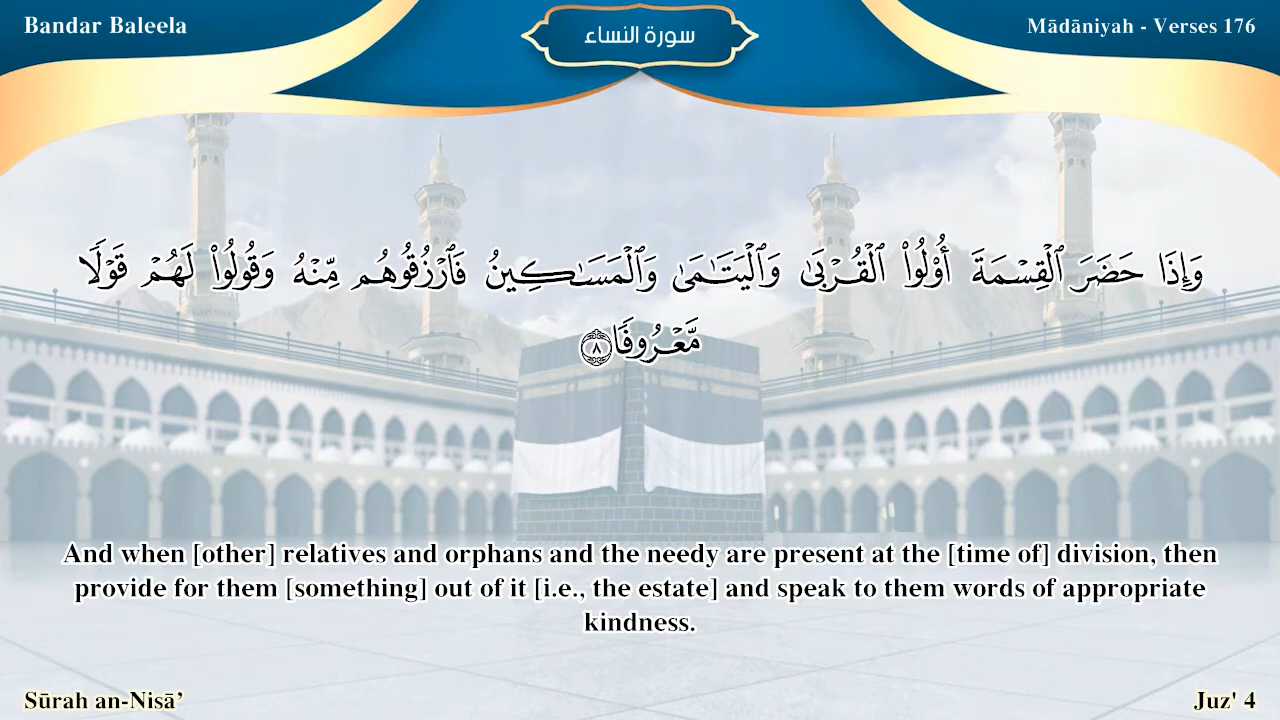 Bandar Baleela
سورة النساء
Mādāniyah - Verses 176
وَإِذَا حَضَرَ ٱلْقِسْمَةَ أُو۟لُوا۟ ٱلْقُرْبَىٰ وَٱلْيَتَـٰمَىٰ وَٱلْمَسَـٰكِينُ فَٱرْزُقُوهُم مِّنْهُ وَقُولُوا۟ لَهُمْ قَوْلًا
مَّعْرُوفًا ٨
And when [other] relatives and orphans and the needy are present at the [time of] division, then
provide for them [something] out of it [i.e., the estate] and speak to them words of appropriate
kindness.
Sūrah an-Nisā’
Juz' 4